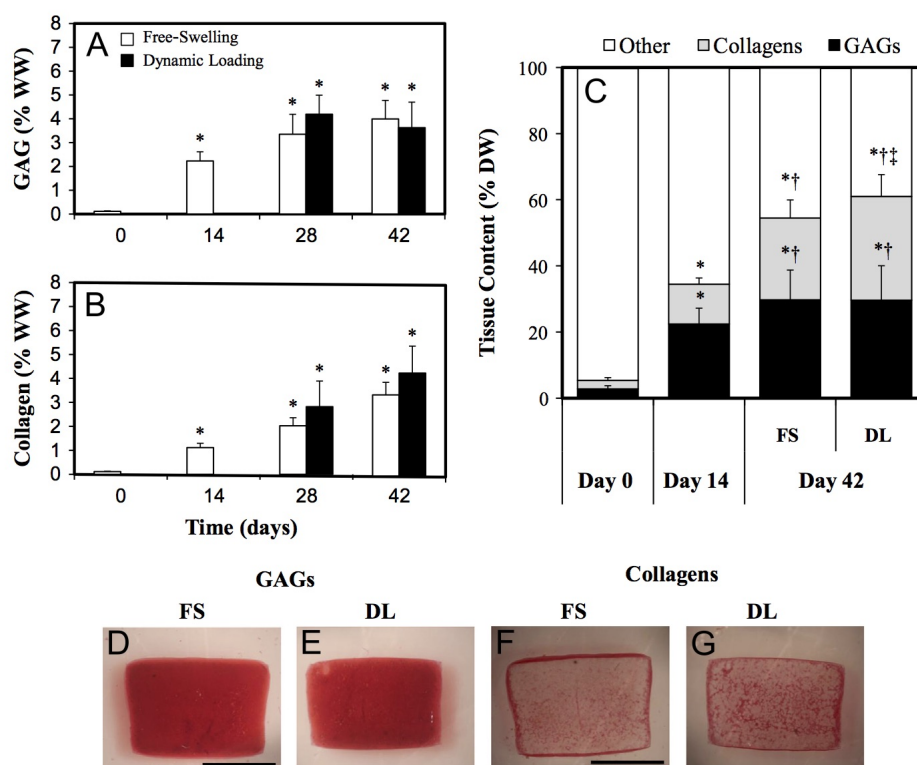 A
Free-Swelling
Dynamic Loading
GAG (% WW)
8
7
6
5
4
3
2
1
0
*
*
*
*
*
0 14 28 42
B
Collagen (% WW)
8
7
6
5
4
3
2
1
0
*
*
*
*
*
0 14 28 42
Time (days)
Other Collagens GAGs
C
Tissue Content (% DW)
100
80
60
40
20
0
*
*
*†
*†
*†‡
*†
FS DL
Day 0 Day 14 Day 42
GAGs Collagens
FS DL FS DL
D E F G